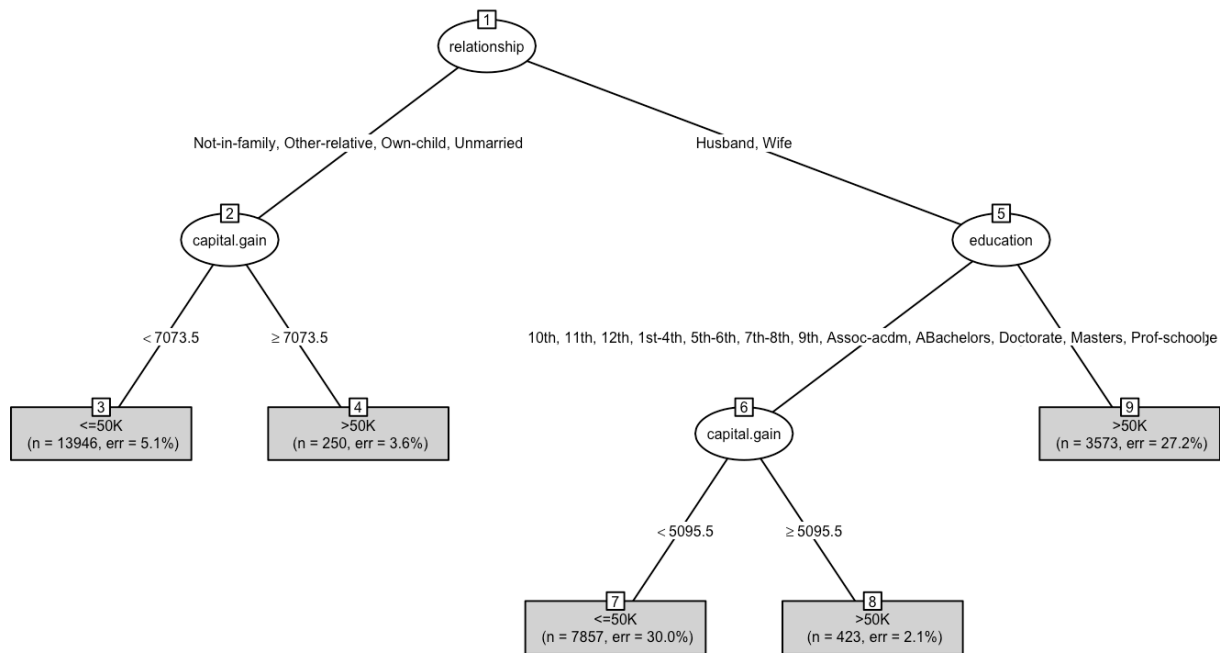 1
relationship
Not-in-family, Other-relative, Own-child, Unmarried
Husband, Wife
2
capital.gain
5
education
< 7073.5
≥ 7073.5
10th, 11th, 12th, 1st-4th, 5th-6th, 7th-8th, 9th, Assoc-acdm, A
Bachelors, Doctorate, Masters, Prof-school
3
<=50K
(n = 13946, err = 5.1%)
4
>50K
(n = 250, err = 3.6%)
6
capital.gain
9
>50K
(n = 3573, err = 27.2%)
< 5095.5
≥ 5095.5
7
<=50K
(n = 7857, err = 30.0%)
8
>50K
(n = 423, err = 2.1%)